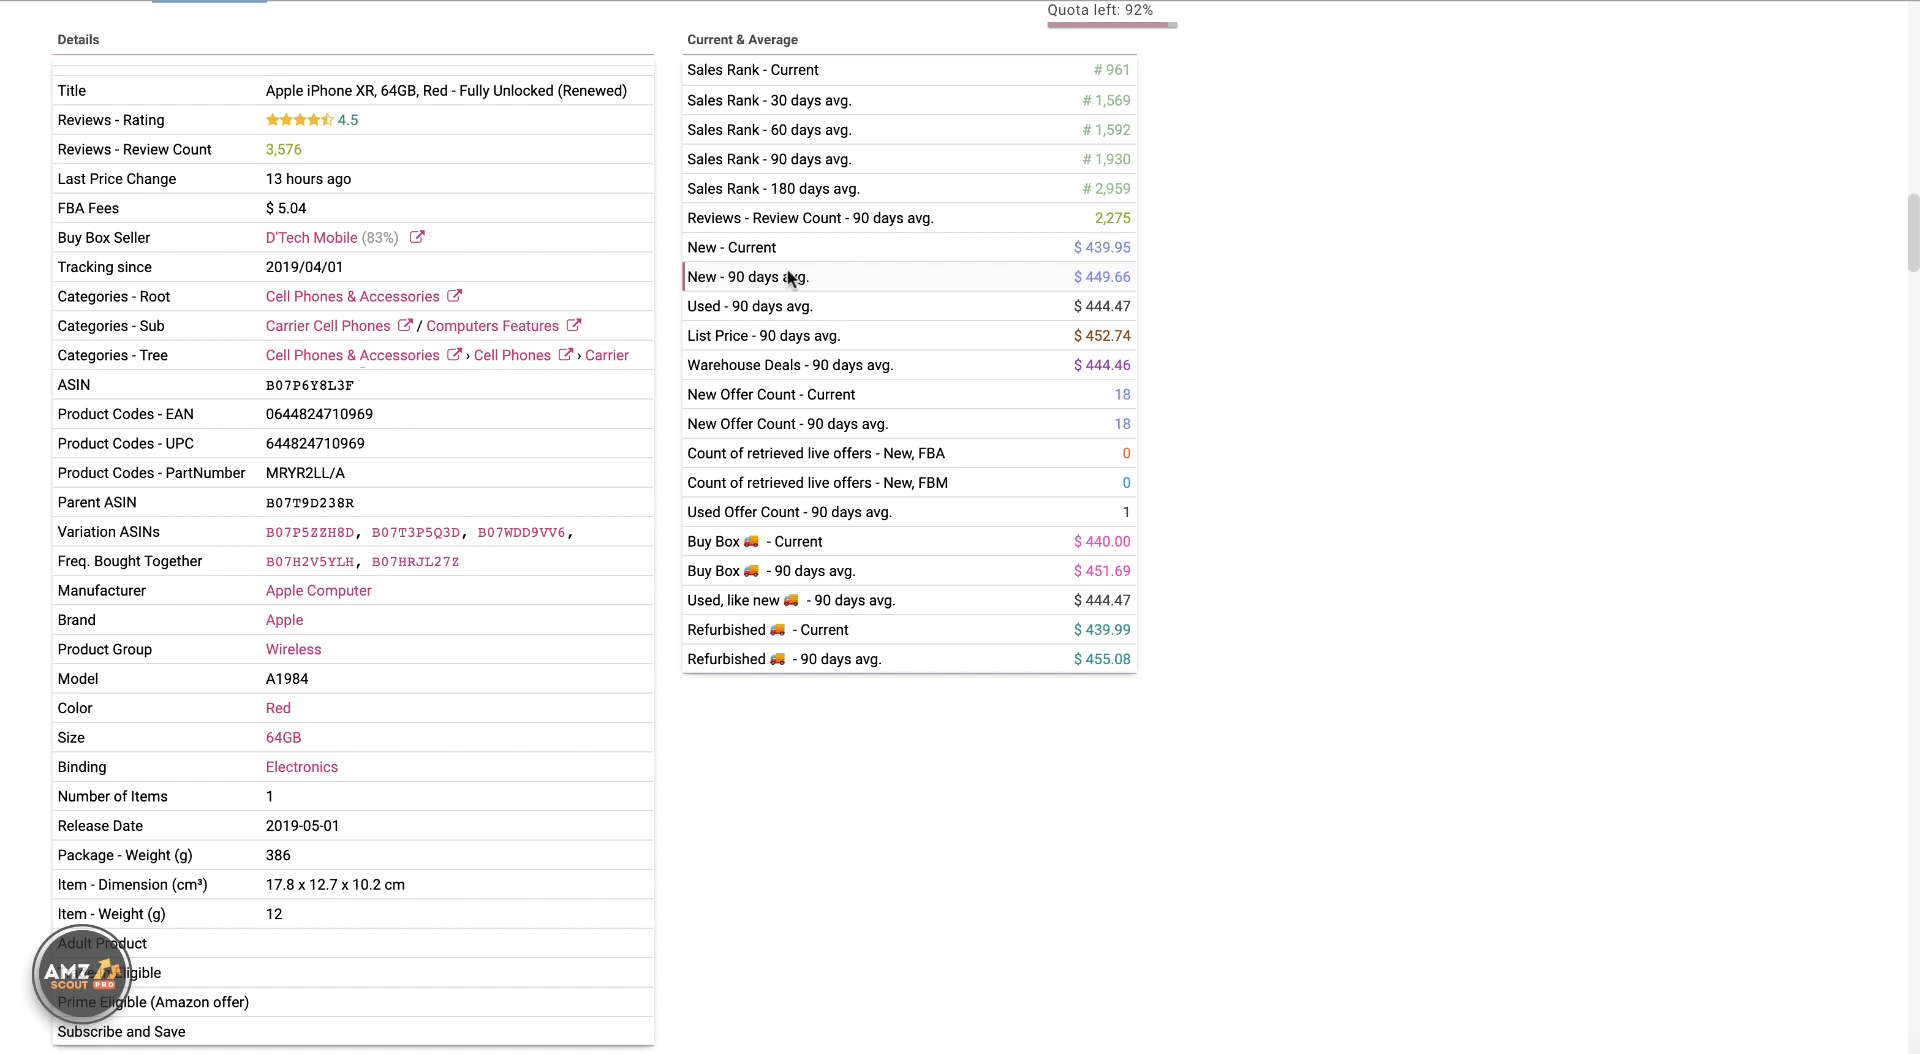 Quota left: 92%
Details
Title Apple iPhone XR, 64GB, Red - Fully Unlocked (Renewed)
Reviews - Rating 4.5
Reviews - Review Count 3,576
Last Price Change 13 hours ago
FBA Fees $ 5.04
Buy Box Seller D'Tech Mobile (83%)
Tracking since 2019/04/01
Categories - Root Cell Phones & Accessories
Categories - Sub Carrier Cell Phones / Computers Features
Categories - Tree Cell Phones & Accessories › Cell Phones › Carrier
ASIN B07P6Y8L3F
Product Codes - EAN 0644824710969
Product Codes - UPC 644824710969
Product Codes - PartNumber MRYR2LL/A
Parent ASIN B07T9D238R
Variation ASINs B07P5ZZH8D, B07T3P5Q3D, B07WDD9VV6,
Freq. Bought Together B07H2V5YLH, B07HRJL27Z
Manufacturer Apple Computer
Brand Apple
Product Group Wireless
Model A1984
Color Red
Size 64GB
Binding Electronics
Number of Items 1
Release Date 2019-05-01
Package - Weight (g) 386
Item - Dimension (cm³) 17.8 x 12.7 x 10.2 cm
Item - Weight (g) 12
Adult Product
Eligible
Prime Eligible (Amazon offer)
Subscribe and Save
AMZ
SCOUT PRO
Current & Average
Sales Rank - Current # 961
Sales Rank - 30 days avg. # 1,569
Sales Rank - 60 days avg. # 1,592
Sales Rank - 90 days avg. # 1,930
Sales Rank - 180 days avg. # 2,959
Reviews - Review Count - 90 days avg. 2,275
New - Current $ 439.95
New - 90 days avg. $ 449.66
Used - 90 days avg. $ 444.47
List Price - 90 days avg. $ 452.74
Warehouse Deals - 90 days avg. $ 444.46
New Offer Count - Current 18
New Offer Count - 90 days avg. 18
Count of retrieved live offers - New, FBA 0
Count of retrieved live offers - New, FBM 0
Used Offer Count - 90 days avg. 1
Buy Box 🚚 - Current $ 440.00
Buy Box 🚚 - 90 days avg. $ 451.69
Used, like new 🚚 - 90 days avg. $ 444.47
Refurbished 🚚 - Current $ 439.99
Refurbished 🚚 - 90 days avg. $ 455.08